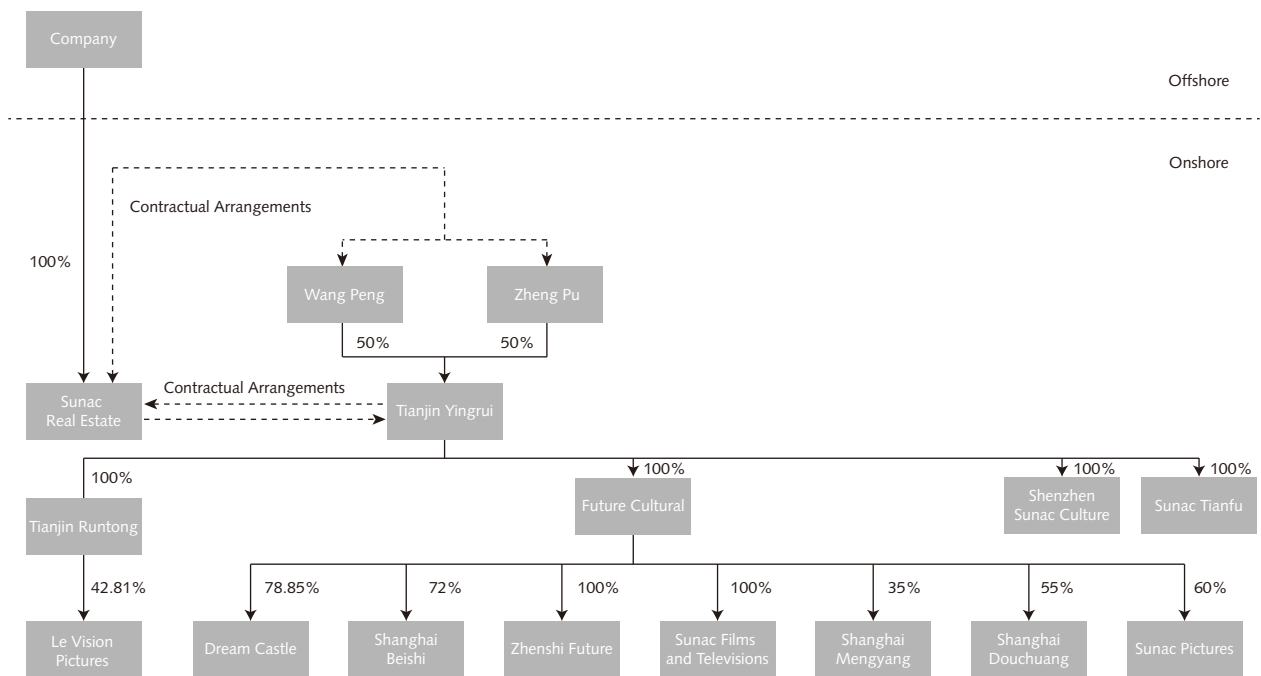 Company
Offshore
Onshore
Contractual Arrangements
100%
Wang Peng
Zheng Pu
50%
50%
Contractual Arrangements
Sunac
Real Estate
Tianjin Yingrui
100%
100%
100%
100%
Tianjin Runtong
Future Cultural
Shenzhen
Sunac Culture
Sunac Tianfu
42.81%
78.85%
72%
100%
100%
35%
55%
60%
Le Vision
Pictures
Dream Castle
Shanghai
Beishi
Zhenshi Future
Sunac Films
and Televisions
Shanghai
Mengyang
Shanghai
Douchuang
Sunac Pictures